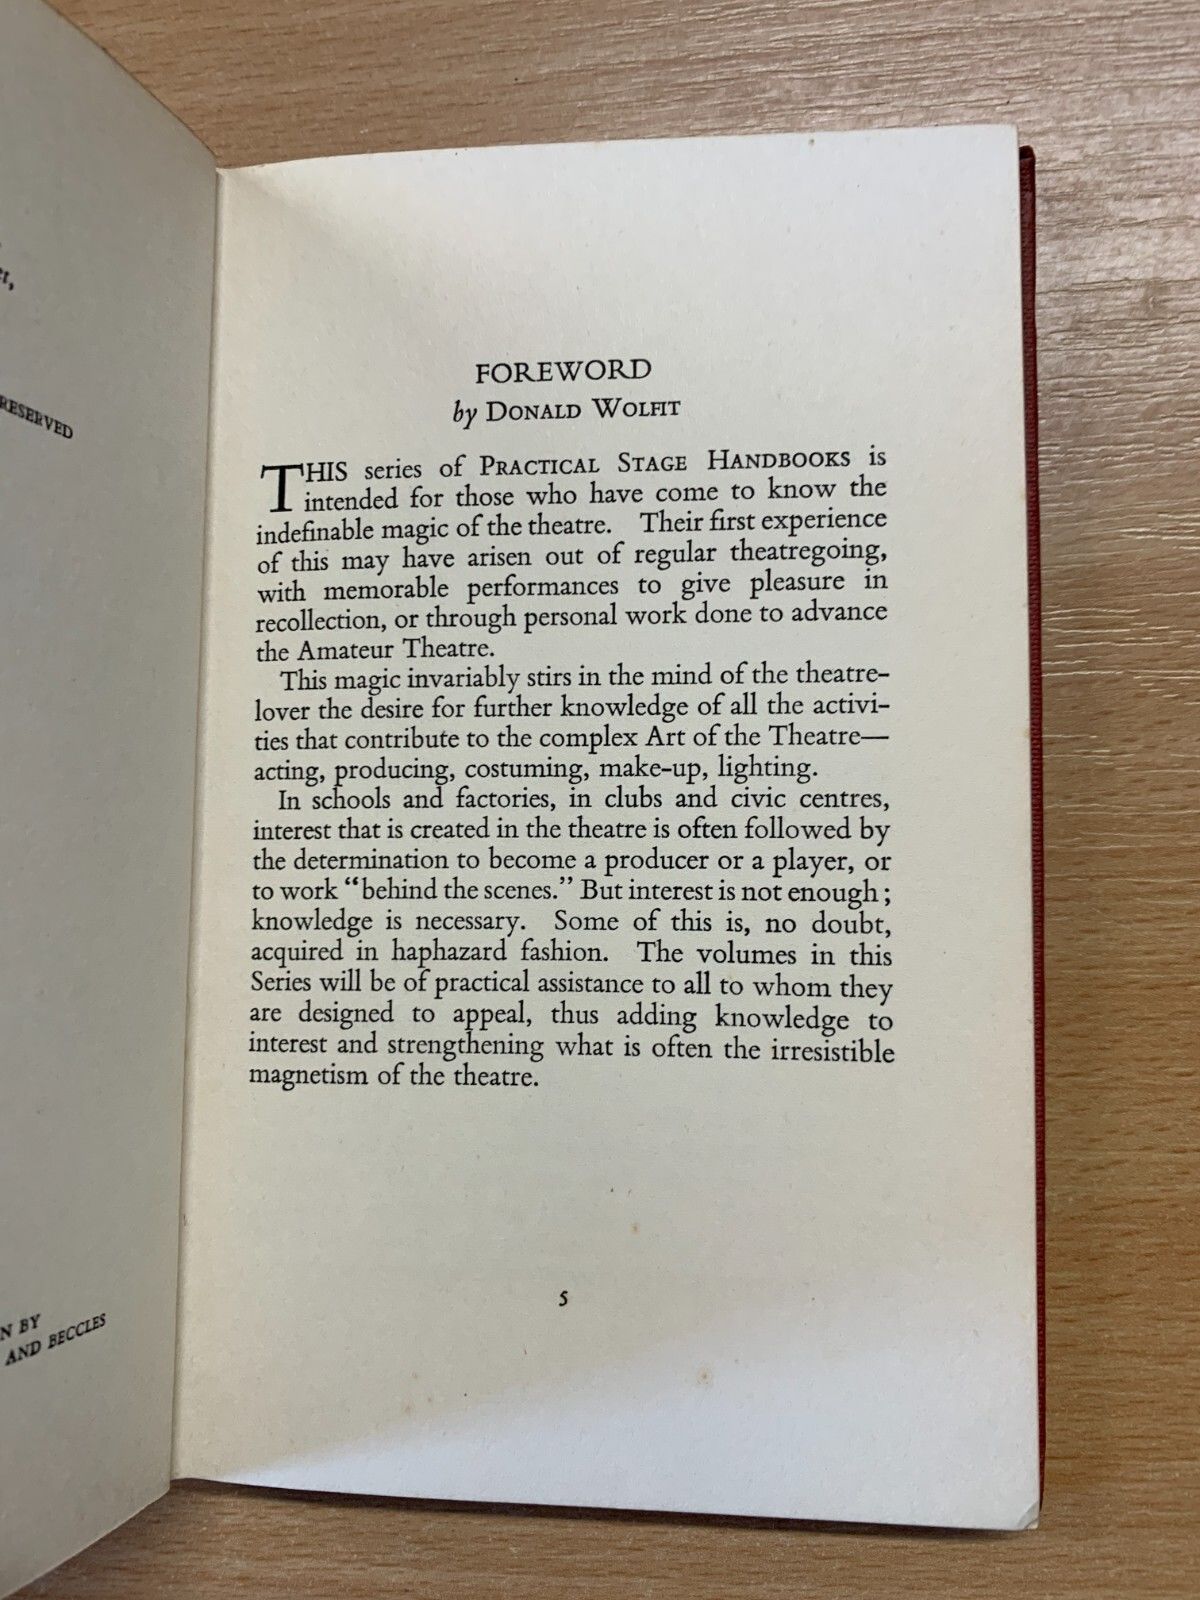 RESERVED
N BY
AND BECCLES
FOREWORD
by DONALD WOLFIT
THIS series of PRACTICAL STAGE HANDBOOKS is
intended for those who have come to know the
indefinable magic of the theatre. Their first experience
of this may have arisen out of regular theatregoing,
with memorable performances to give pleasure in
recollection, or through personal work done to advance
the Amateur Theatre.
This magic invariably stirs in the mind of the theatre-
lover the desire for further knowledge of all the activi-
ties that contribute to the complex Art of the Theatre—
acting, producing, costuming, make-up, lighting.
In schools and factories, in clubs and civic centres,
interest that is created in the theatre is often followed by
the determination to become a producer or a player, or
to work “behind the scenes.” But interest is not enough;
knowledge is necessary. Some of this is, no doubt,
acquired in haphazard fashion. The volumes in this
Series will be of practical assistance to all to whom they
are designed to appeal, thus adding knowledge to
interest and strengthening what is often the irresistible
magnetism of the theatre.
5